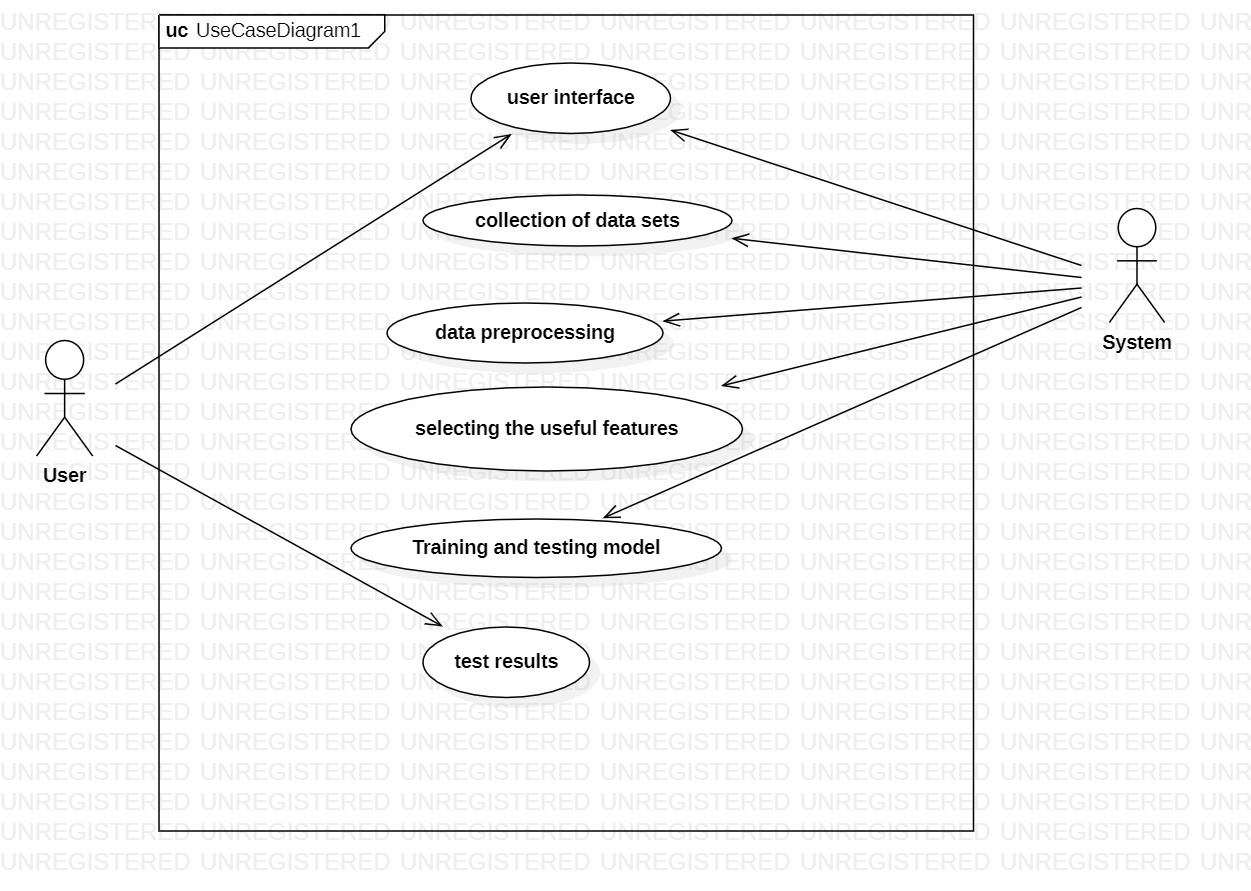 uc UseCaseDiagram1
user interface
collection of data sets
data preprocessing
selecting the useful features
Training and testing model
test results
User
System
UNREGISTERED